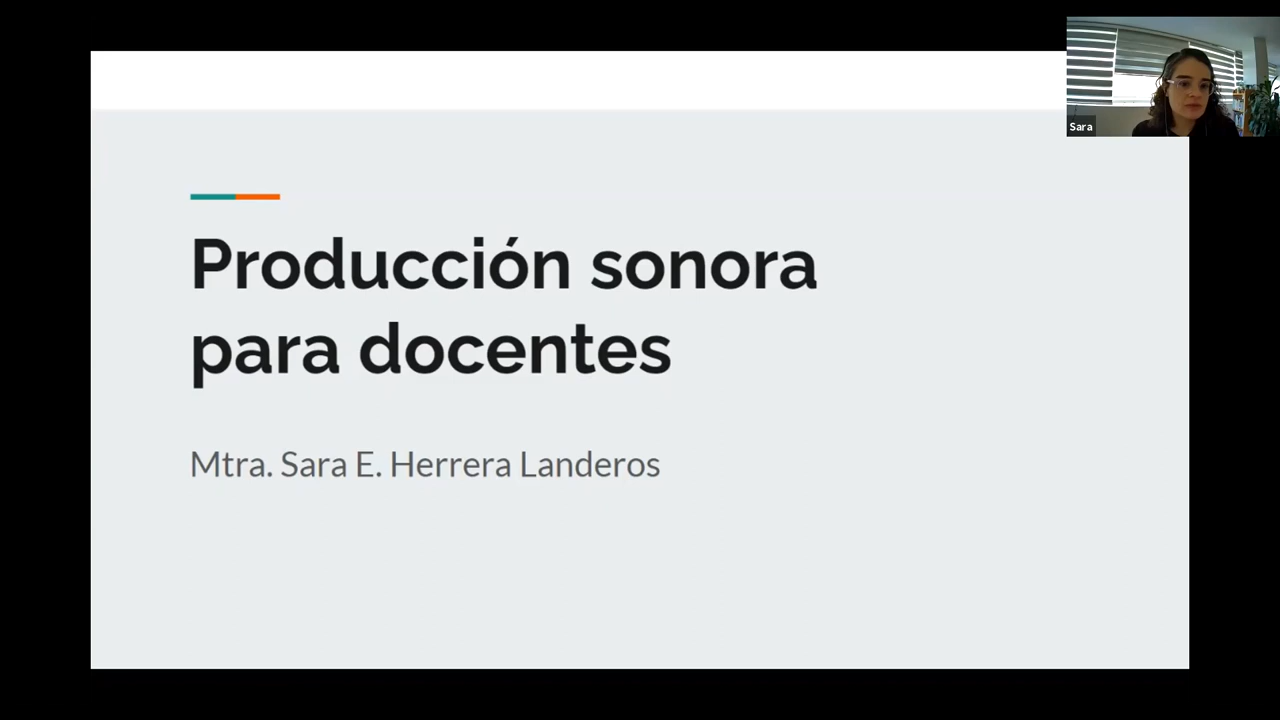 Sara
Producción sonora
para docentes
Mtra. Sara E. Herrera Landeros